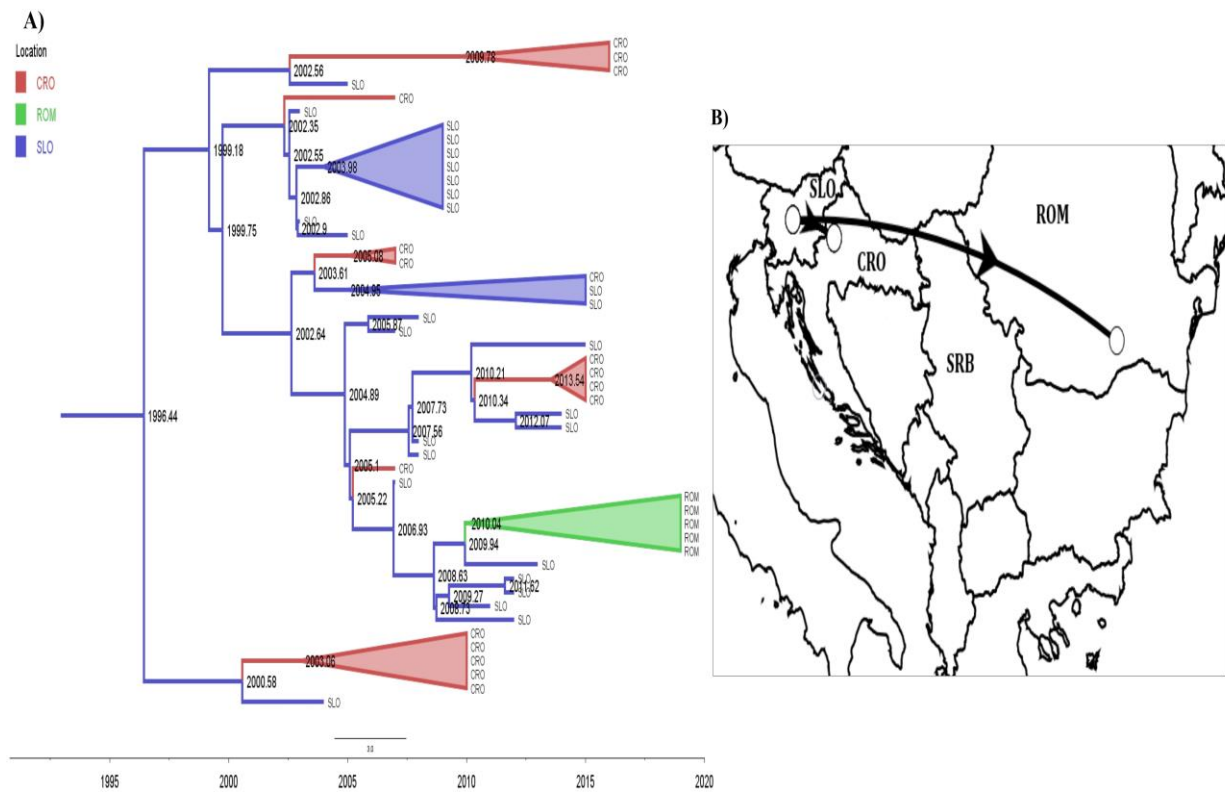 A)
Location
CRO
ROM
SLO
CRO
CRO
CRO
2009.78
2002.56
SLO
CRO
SLO
2002.35
SLO
SLO
SLO
SLO
SLO
SLO
SLO
2002.55
1999.18
2003.98
2002.86
SLO
2002.9
SLO
1999.75
CRO
CRO
2005.08
2003.61
CRO
SLO
SLO
2004.95
SLO
SLO
2005.87
2002.64
SLO
2010.21
CRO
CRO
CRO
CRO
2013.54
2004.89
2010.34
2007.73
SLO
SLO
2012.07
1996.44
2007.56
SLO
SLO
2005.1
CRO
SLO
2005.22
ROM
ROM
ROM
ROM
ROM
2010.04
2006.93
2009.94
SLO
2008.63
SLO
SLO
2011.62
2009.27
SLO
2008.73
SLO
CRO
CRO
CRO
CRO
CRO
2003.06
2000.58
SLO
3.0
1995
2000
2005
2010
2015
2020
B)
SLO
ROM
CRO
SRB